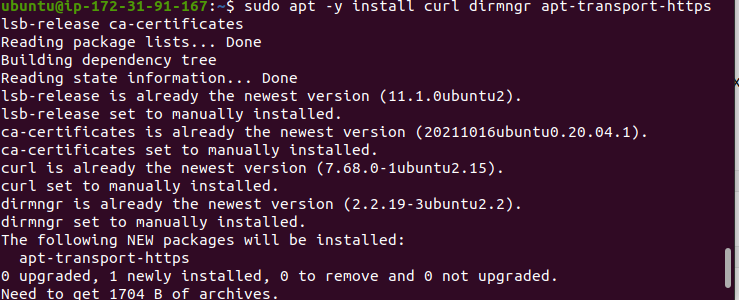 ubuntu@ip-172-31-91-167:~$ sudo apt -y install curl dirmngr apt-transport-https
lsb-release ca-certificates
Reading package lists... Done
Building dependency tree
Reading state information... Done
lsb-release is already the newest version (11.1.0ubuntu2).
lsb-release set to manually installed.
ca-certificates is already the newest version (20211016ubuntu0.20.04.1).
ca-certificates set to manually installed.
curl is already the newest version (7.68.0-1ubuntu2.15).
curl set to manually installed.
dirmngr is already the newest version (2.2.19-3ubuntu2.2).
dirmngr set to manually installed.
The following NEW packages will be installed:
  apt-transport-https
0 upgraded, 1 newly installed, 0 to remove and 0 not upgraded.
Need to get 1704 B of archives.